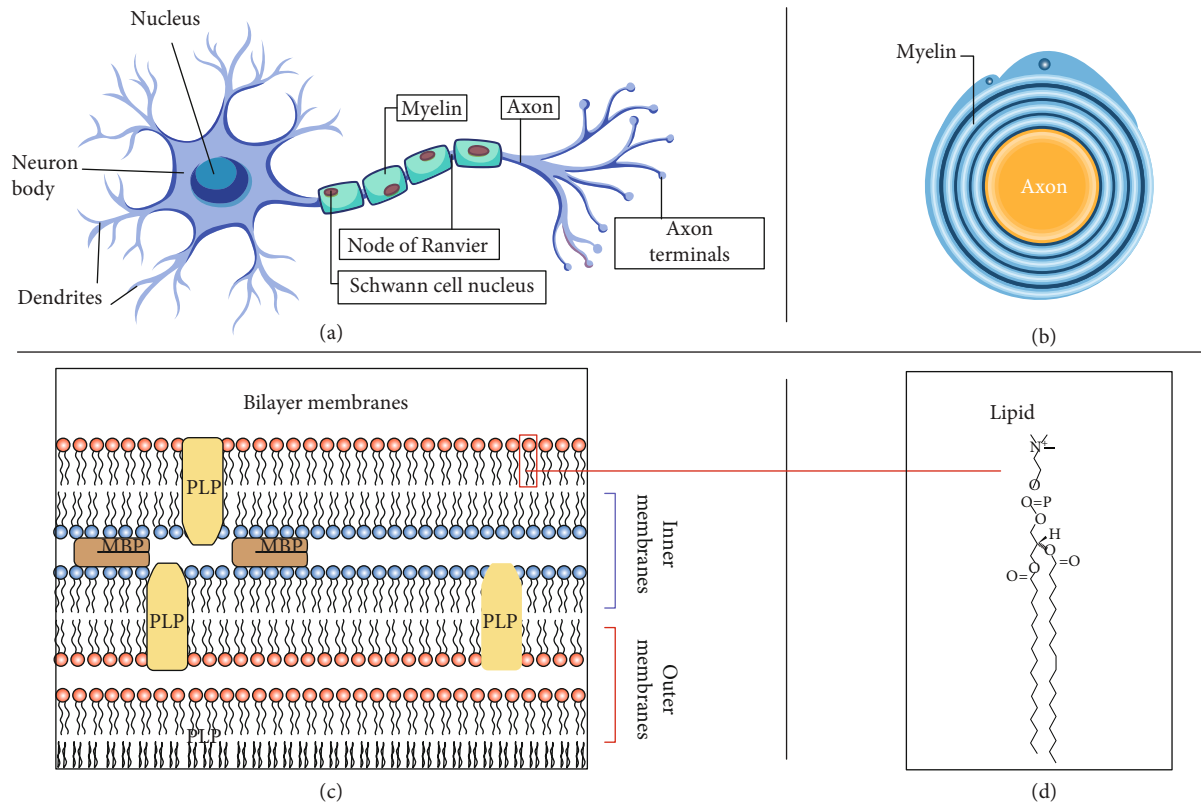 Nucleus
Myelin
Axon
Neuron
body
Node of Ranvier
Axon
terminals
Schwann cell nucleus
Dendrites
(a)
Myelin
Axon
(b)
Bilayer membranes
PLP
MBP
MBP
PLP
PLP
PLP
Inner
membranes
Outer
membranes
(c)
Lipid
N+
O
O=P
O
H
O
O
=O
O=
(d)